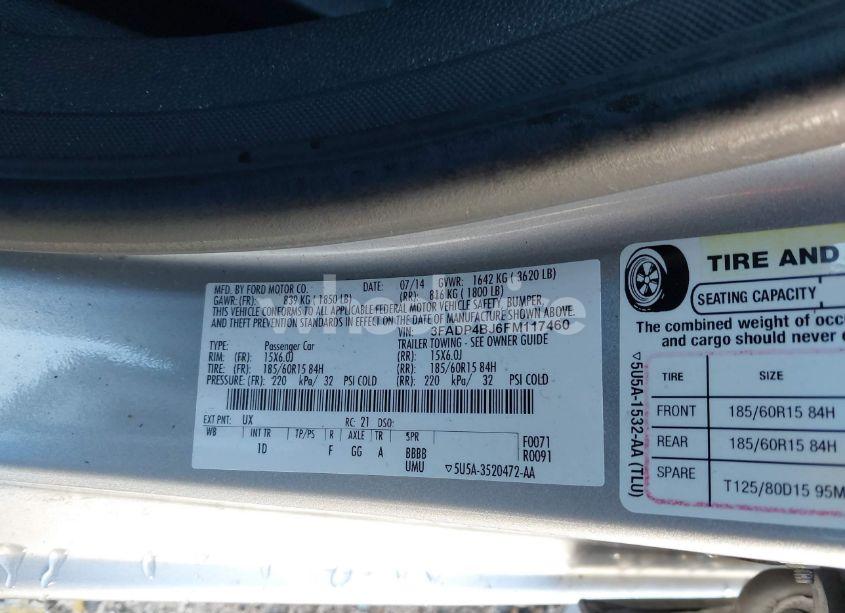 MFD. BY FORD MOTOR CO.
DATE: 07/14 GVWR: 1642 KG ( 3620 LB)
GAWR: (FR): 839 KG ( 1850 LB) (RR): 816 KG ( 1800 LB)
THIS VEHICLE CONFORMS TO ALL APPLICABLE FEDERAL MOTOR VEHICLE SAFETY, BUMPER,
AND THEFT PREVENTION STANDARDS IN EFFECT ON THE DATE OF MANUFACTURE SHOWN ABOVE.
VIN: 3FADP4BJ6FM117460
TYPE: Passenger Car TRAILER TOWING - SEE OWNER GUIDE
RIM: (FR): 15X6.0J (RR): 15X6.0J
TIRE: (FR): 185/60R15 84H (RR): 185/60R15 84H
PRESSURE: (FR): 220 kPa/ 32 PSI COLD (RR): 220 kPa/ 32 PSI COLD
EXT PNT: UX RC: 21 DSO:
WB INT TR TP/PS R AXLE TR SPR F0071
1D F GG A BBBB R0091
UMU ▽5U5A-3520472-AA
▽5U5A-1532-AA (TLU)
TIRE AND
SEATING CAPACITY
The combined weight of
and cargo should never
TIRE SIZE
FRONT 185/60R15 84H
REAR 185/60R15 84H
SPARE T125/80D15 95M